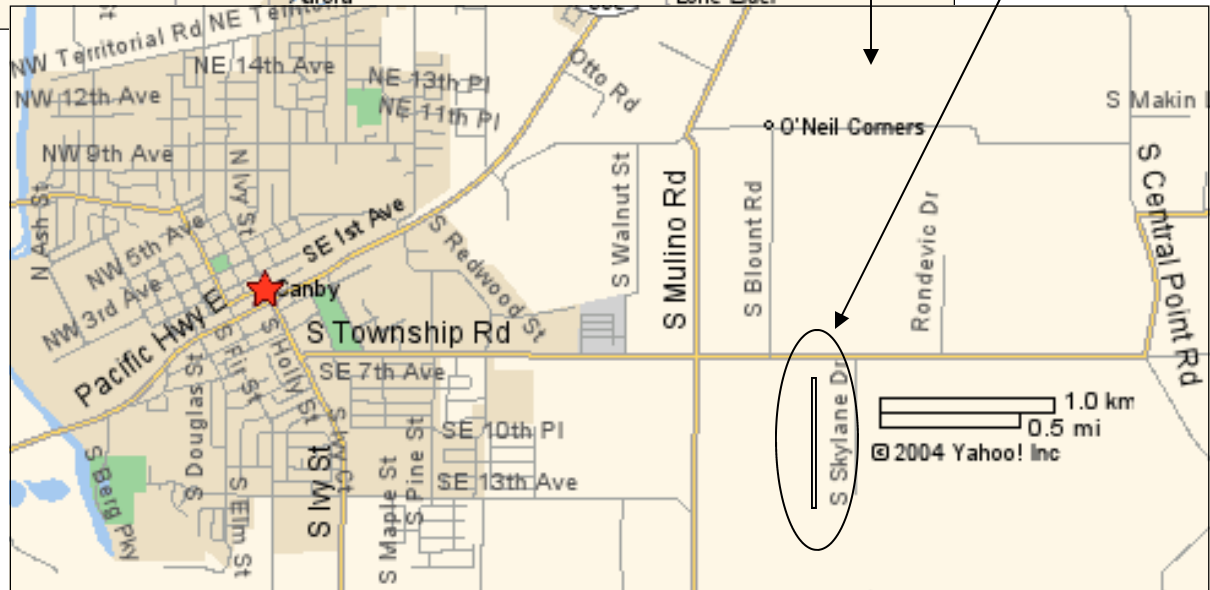 NW Territorial Rd
NE 14th Ave
NE 13th Pl
NE 11th Pl
NW 12th Ave
NW 9th Ave
N Ivy St
N Ash St
NW 5th Ave
NW 3rd Ave
SE 1st Ave
Canby
Pacific Hwy E
Otto Rd
S Redwood St
S Township Rd
S Walnut St
S Mulino Rd
O'Neil Corners
S Blount Rd
Rondevic Dr
S Makin
S Central Point Rd
S Fir St
S Holly St
S Douglas St
SE 7th Ave
S Ivy Ct
S Ivy St
S Pine St
S Maple St
SE 10th Pl
SE 13th Ave
S Berg Pky
S Elm St
S Skylane Dr
1.0 km
0.5 mi
© 2004 Yahoo! Inc